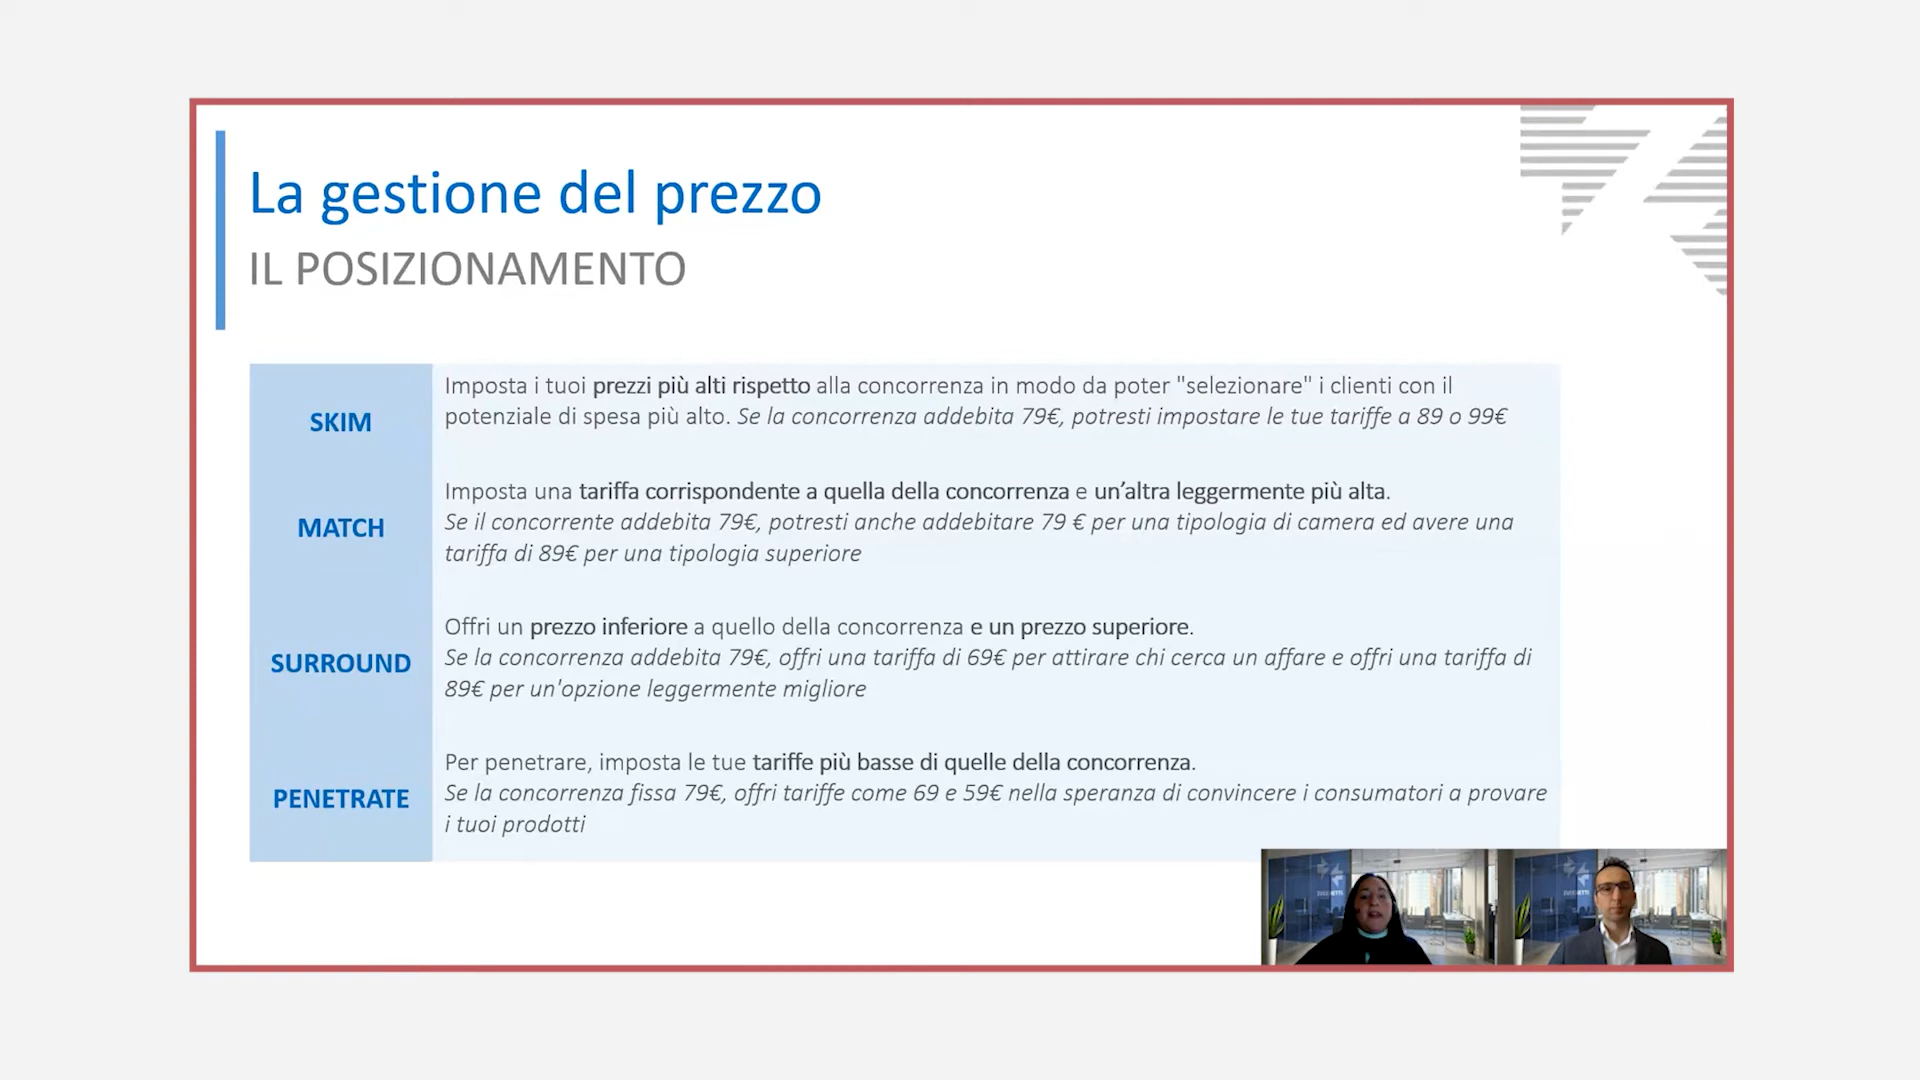 La gestione del prezzo
IL POSIZIONAMENTO
SKIM
Imposta i tuoi prezzi più alti rispetto alla concorrenza in modo da poter "selezionare" i clienti con il
potenziale di spesa più alto. Se la concorrenza addebita 79€, potresti impostare le tue tariffe a 89 o 99€
MATCH
Imposta una tariffa corrispondente a quella della concorrenza e un’altra leggermente più alta.
Se il concorrente addebita 79€, potresti anche addebitare 79 € per una tipologia di camera ed avere una
tariffa di 89€ per una tipologia superiore
SURROUND
Offri un prezzo inferiore a quello della concorrenza e un prezzo superiore.
Se la concorrenza addebita 79€, offri una tariffa di 69€ per attirare chi cerca un affare e offri una tariffa di
89€ per un'opzione leggermente migliore
PENETRATE
Per penetrare, imposta le tue tariffe più basse di quelle della concorrenza.
Se la concorrenza fissa 79€, offri tariffe come 69 e 59€ nella speranza di convincere i consumatori a provare
i tuoi prodotti